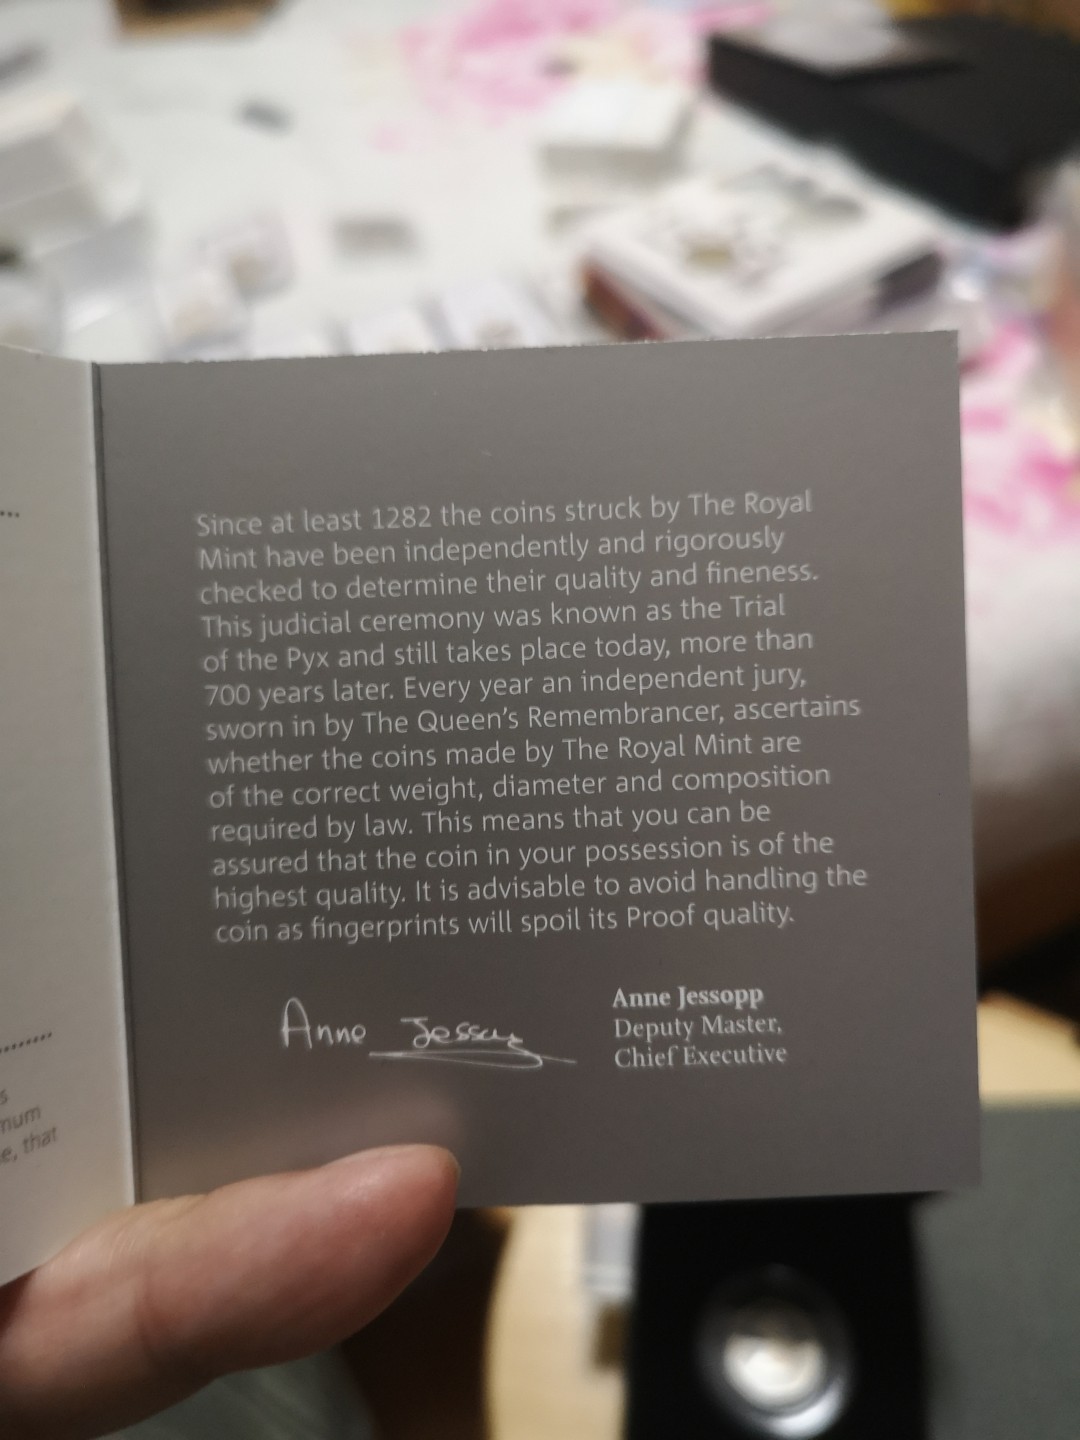 Since at least 1282 the coins struck by The Royal
Mint have been independently and rigorously
checked to determine their quality and fineness.
This judicial ceremony was known as the Trial
of the Pyx and still takes place today, more than
700 years later. Every year an independent jury,
sworn in by The Queen's Remembrancer, ascertains
whether the coins made by The Royal Mint are
of the correct weight, diameter and composition
required by law. This means that you can be
assured that the coin in your possession is of the
highest quality. It is advisable to avoid handling the
coin as fingerprints will spoil its Proof quality.
Anne
Anne Jessopp
Deputy Master,
Chief Executive
that